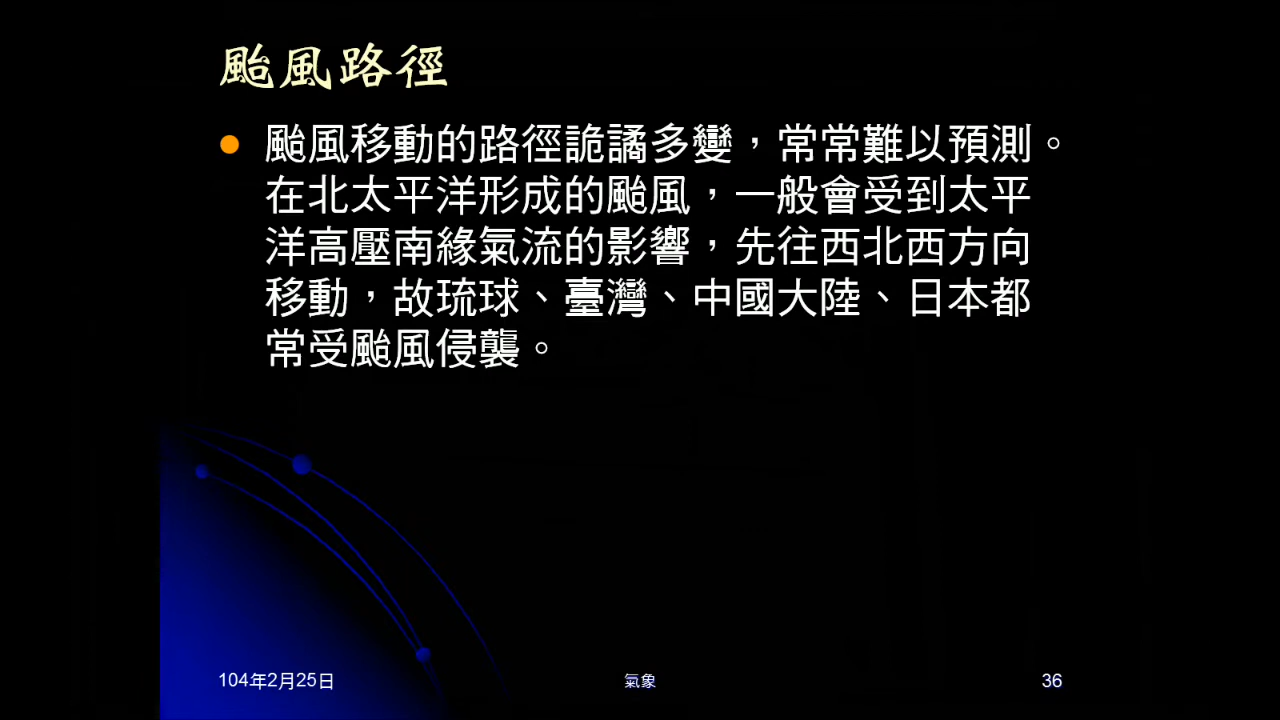 颱風路徑
颱風移動的路徑詭譎多變，常常難以預測。
在北太平洋形成的颱風，一般會受到太平
洋高壓南緣氣流的影響，先往西北西方向
移動，故琉球、臺灣、中國大陸、日本都
常受颱風侵襲。
104年2月25日
氣象
36